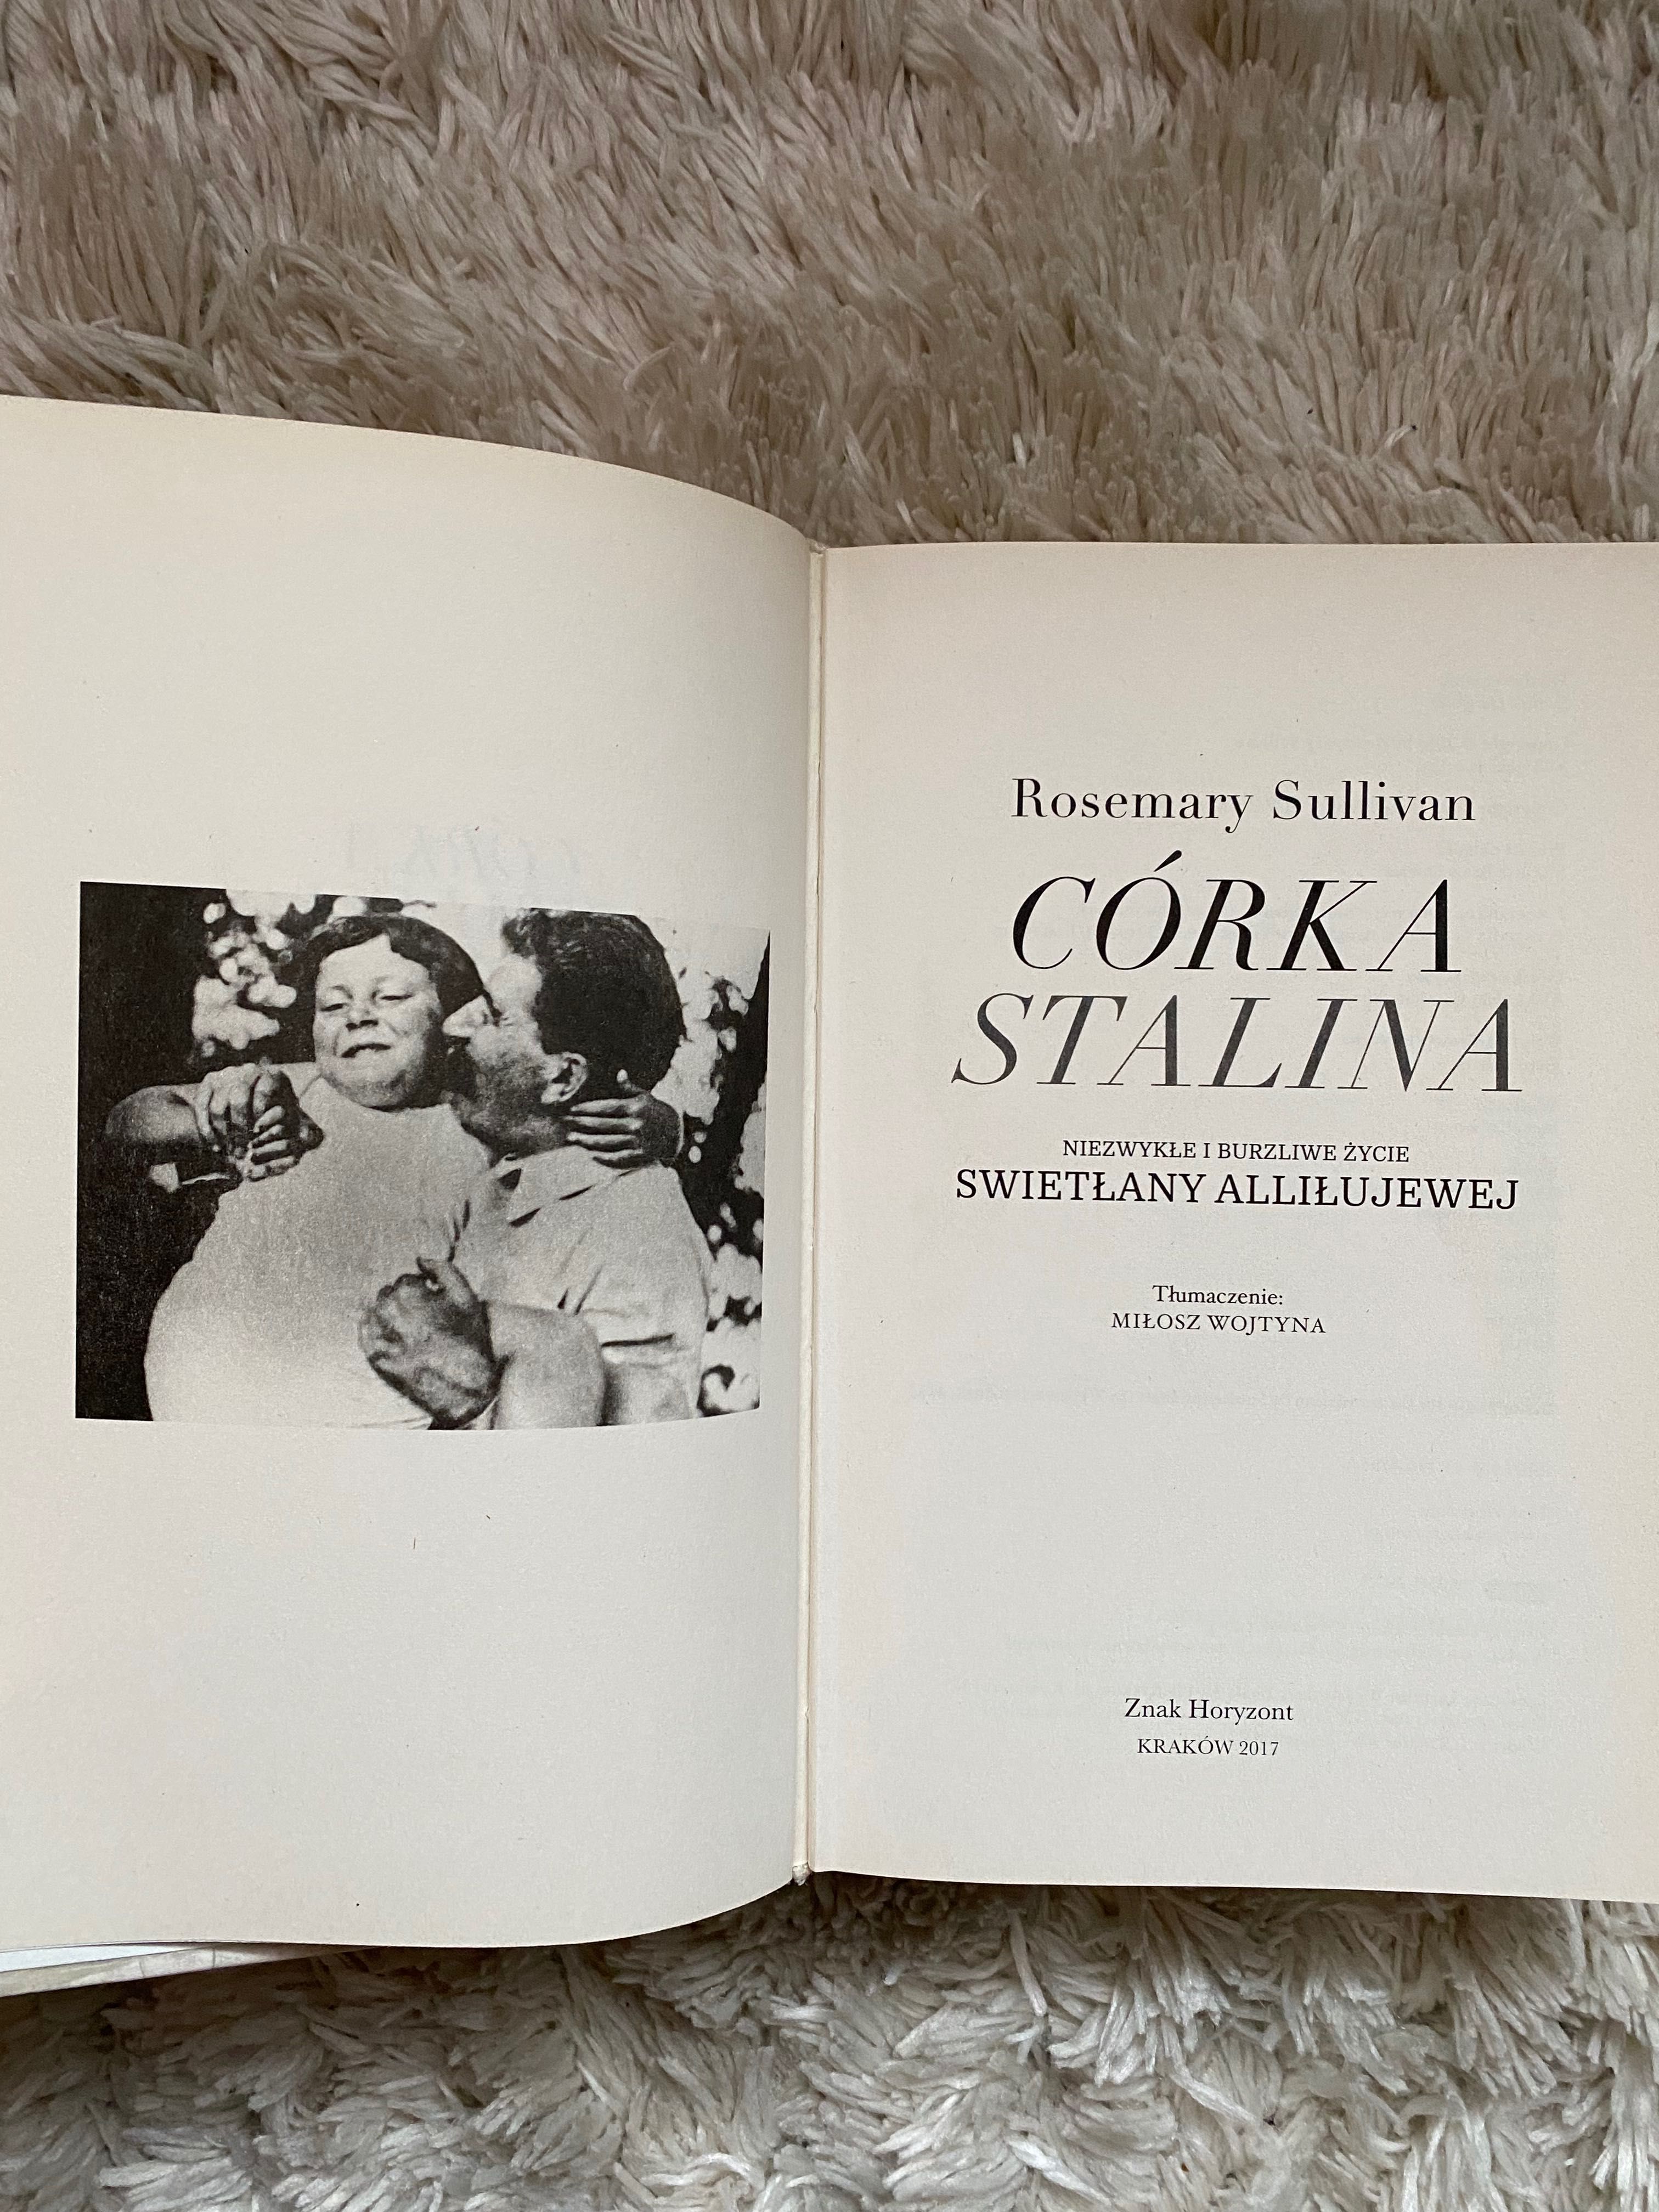 Rosemary Sullivan
CÓRKA
STALINA
NIEZWYKŁE I BURZLIWE ŻYCIE
SWIETŁANY ALLIŁUJEWEJ
Tłumaczenie:
MIŁOSZ WOJTYNA
Znak Horyzont
KRAKÓW 2017